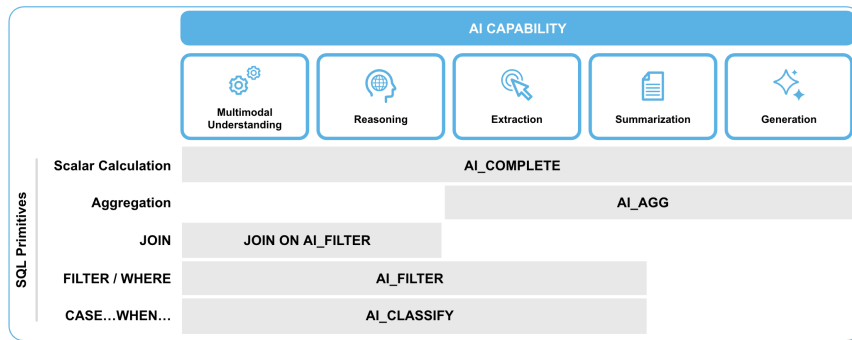 AI CAPABILITY
Multimodal
Understanding
Reasoning
Extraction
Summarization
Generation
SQL Primitives
Scalar Calculation
AI_COMPLETE
Aggregation
AI_AGG
JOIN
JOIN ON AI_FILTER
FILTER / WHERE
AI_FILTER
CASE…WHEN…
AI_CLASSIFY